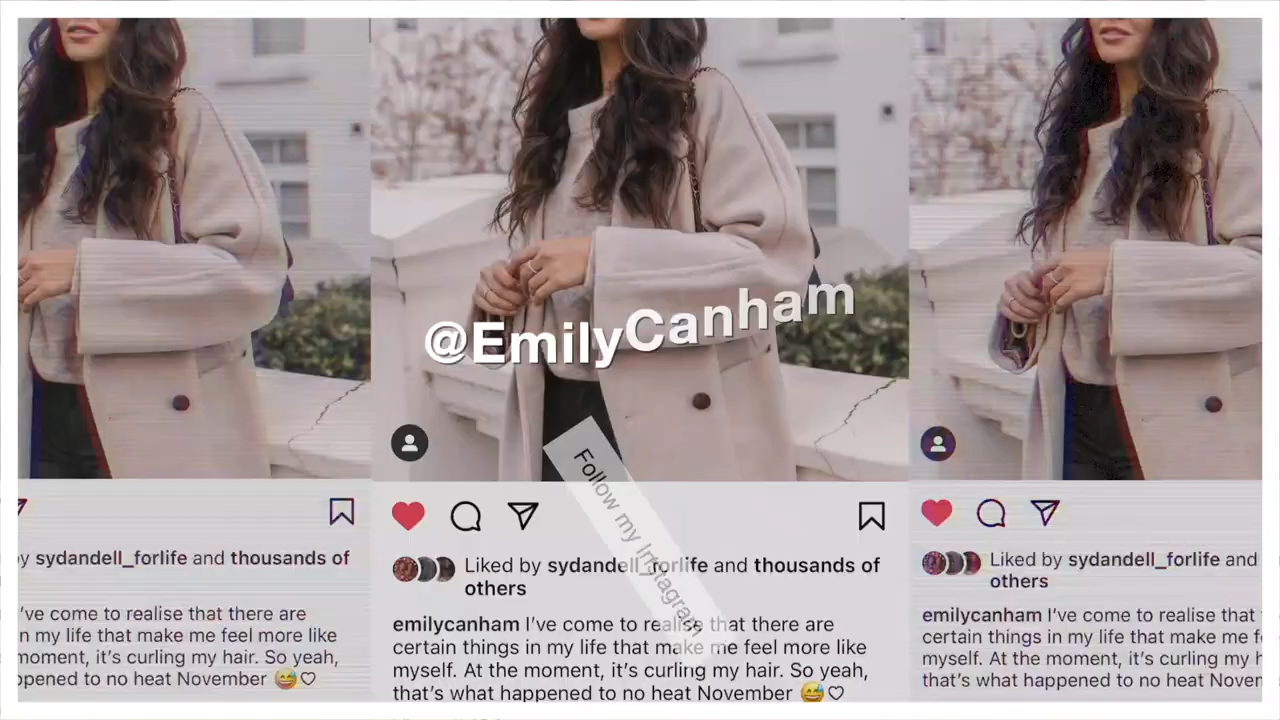 @EmilyCanham
Follow my Instagram
y sydandell_forlife and thousands of
've come to realise that there are
n my life that make me feel more like
moment, it's curling my hair. So yeah,
pened to no heat November 😅♡
Liked by sydandell_forlife and thousands of
others
emilycanham I've come to realise that there are
certain things in my life that make me feel more like
myself. At the moment, it's curling my hair. So yeah,
that's what happened to no heat November 😅♡
Liked by sydandell_forlife and
others
emilycanham I've come to realise that
certain things in my life that make me f
myself. At the moment, it's curling my h
that's what happened to no heat Noven